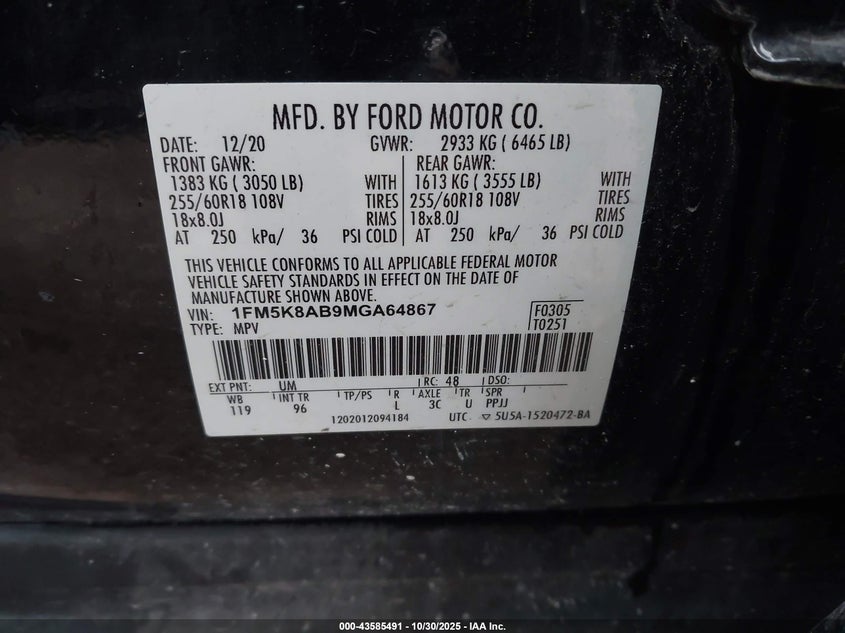 MFD. BY FORD MOTOR CO.
DATE: 12/20 GVWR: 2933 KG ( 6465 LB)
FRONT GAWR: REAR GAWR:
1383 KG ( 3050 LB) WITH 1613 KG ( 3555 LB) WITH
255/60R18 108V TIRES 255/60R18 108V TIRES
18x8.0J RIMS 18x8.0J RIMS
AT 250 kPa/ 36 PSI COLD AT 250 kPa/ 36 PSI COLD
THIS VEHICLE CONFORMS TO ALL APPLICABLE FEDERAL MOTOR
VEHICLE SAFETY STANDARDS IN EFFECT ON THE DATE OF
MANUFACTURE SHOWN ABOVE.
VIN: 1FM5K8AB9MGA64867 F0305
TYPE: MPV T0251
EXT PNT: UM RC: 48 DSO:
WB INT TR TP/PS R AXLE TR SPR
119 96 L 3C U PPJJ
1202012094184 UTC ▽ 5U5A-1520472-BA
000-43585491 - 10/30/2025 - IAA Inc.